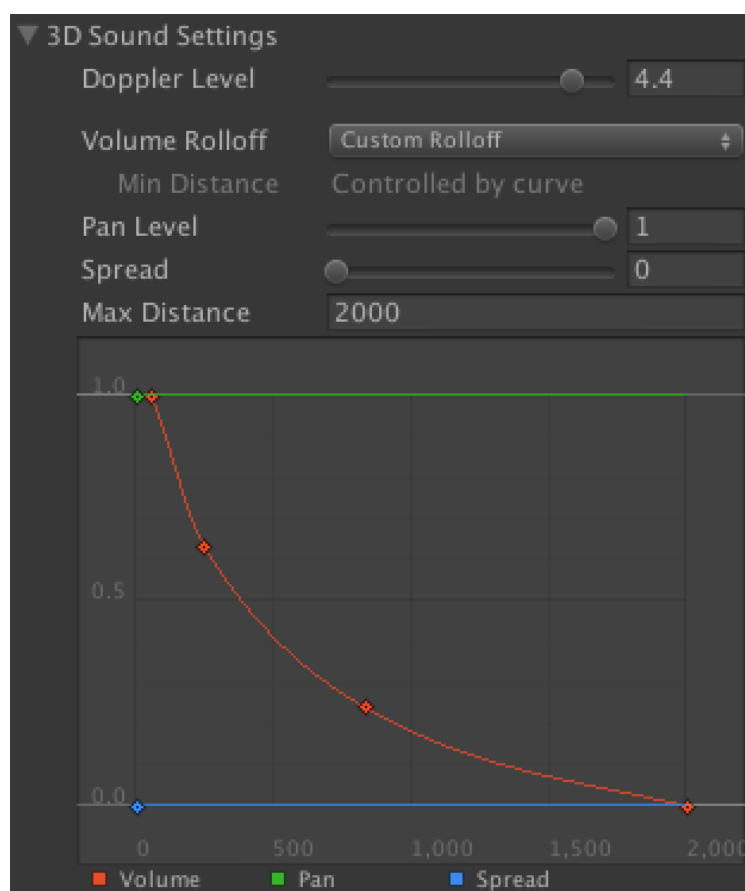 3D Sound Settings
Doppler Level 4.4
Volume Rolloff Custom Rolloff
Min Distance Controlled by curve
Pan Level 1
Spread 0
Max Distance 2000
1.0
0.5
0.0
0 500 1,000 1,500 2,000
Volume Pan Spread